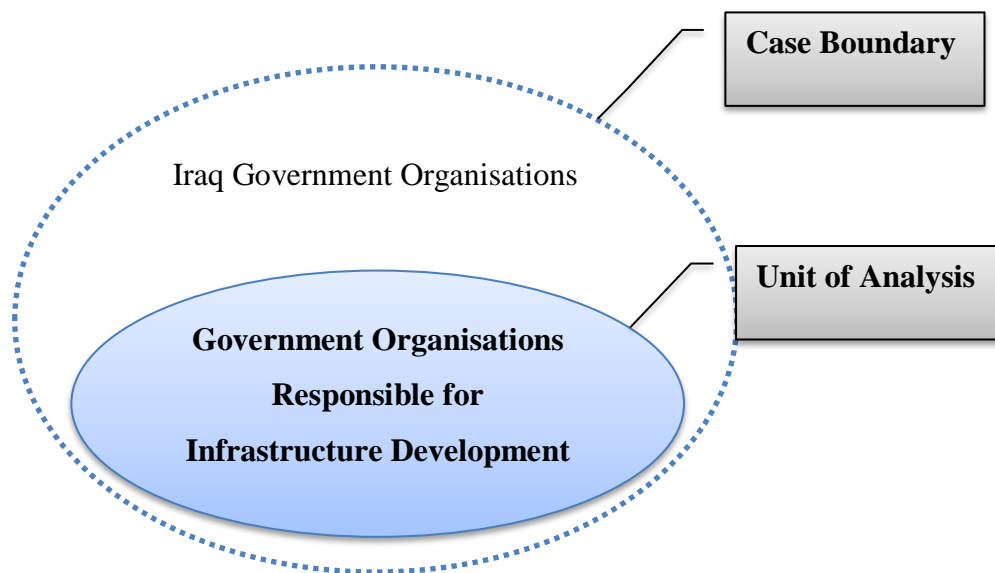 Case Boundary
Iraq Government Organisations
Unit of Analysis
Government Organisations
Responsible for
Infrastructure Development